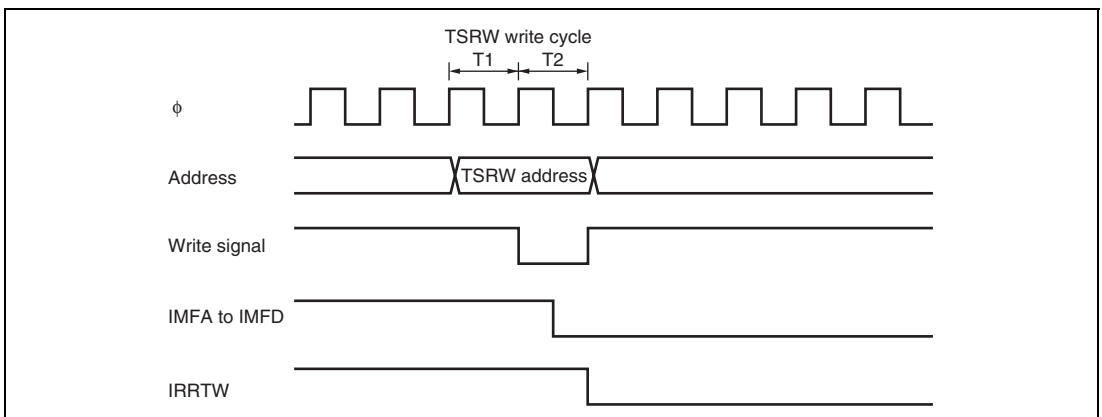 TSRW write cycle
T1 T2
ϕ
Address
TSRW address
Write signal
IMFA to IMFD
IRRTW